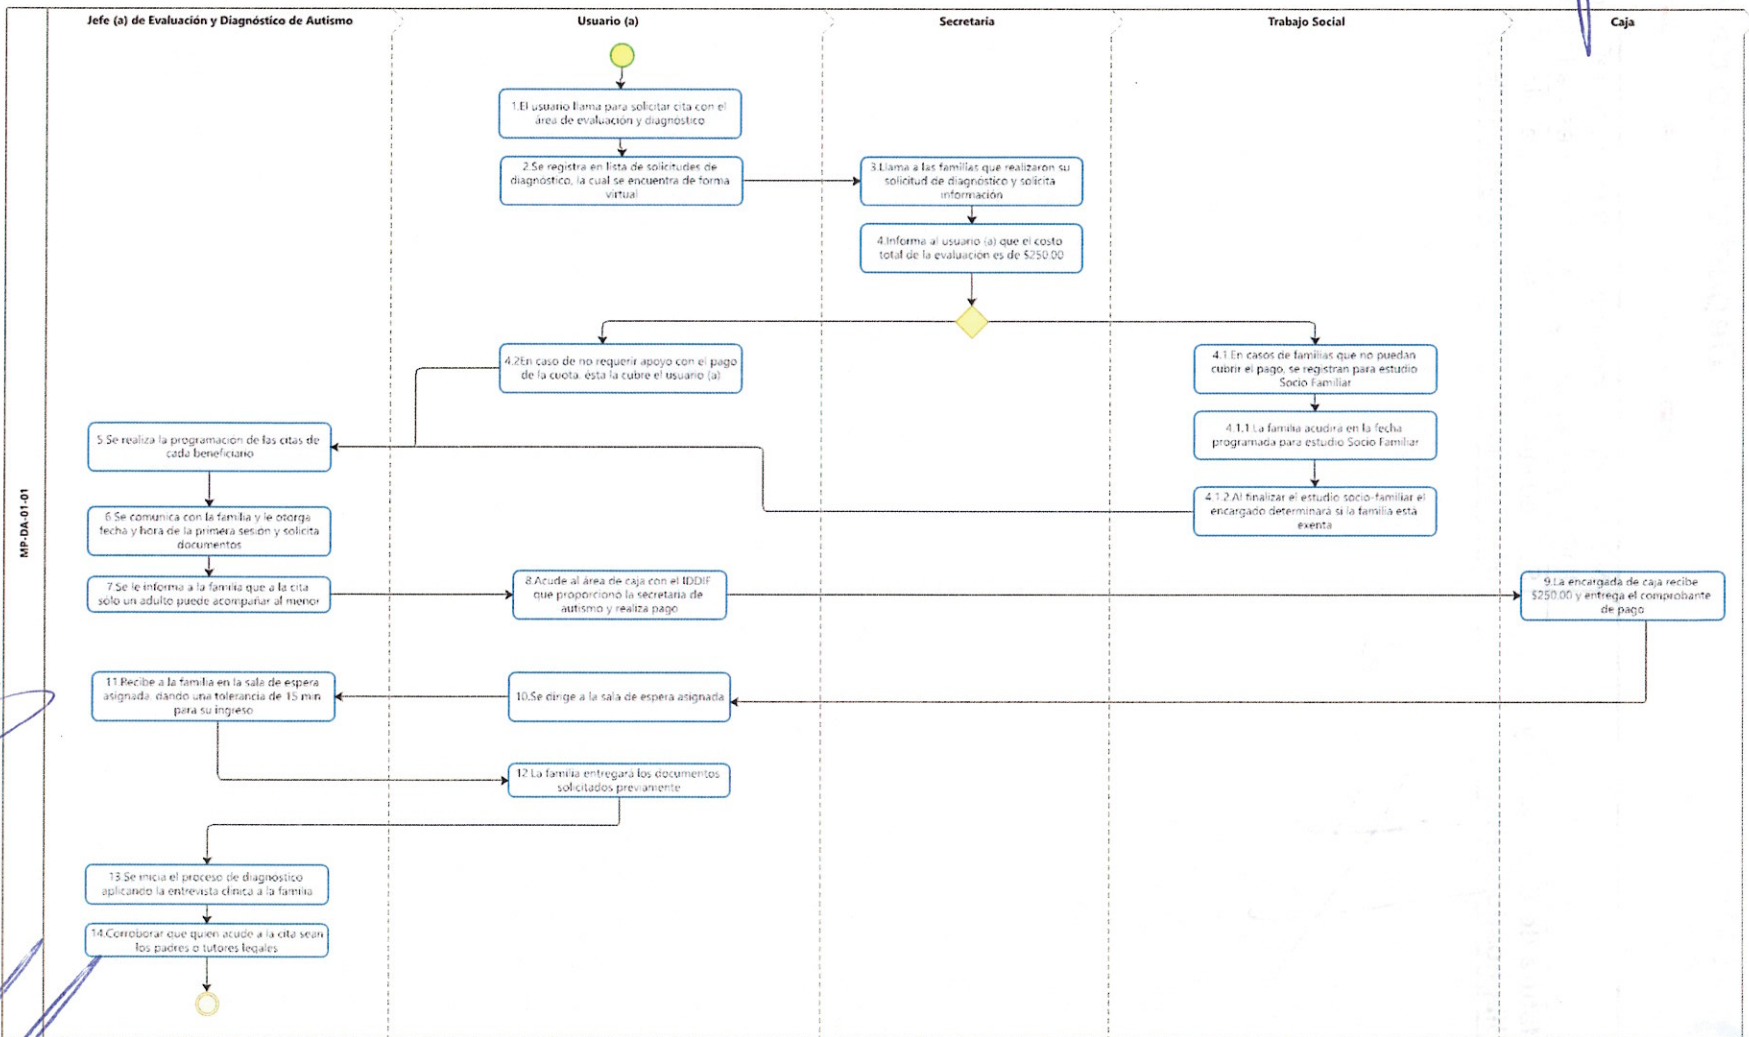 Jefe (a) de Evaluación y Diagnóstico de Autismo
Usuario (a)
Secretaria
Trabajo Social
Caja
MP-DA-01-01
1.El usuario llama para solicitar cita con el
área de evaluación y diagnóstico
2.Se registra en lista de solicitudes de
diagnóstico, la cual se encuentra de forma
virtual
3.Llama a las familias que realizaron su
solicitud de diagnóstico y solicita
información
4.Informa al usuario (a) que el costo
total de la evaluación es de $250.00
4.2En caso de no requerir apoyo con el pago
de la cuota, ésta la cubre el usuario (a)
4.1.En casos de familias que no puedan
cubrir el pago, se registran para estudio
Socio Familiar
4.1.1 La familia acudirá en la fecha
programada para estudio Socio Familiar
4.1.2 Al finalizar el estudio socio-familiar el
encargado determinará si la familia está
exenta
5.Se realiza la programación de las citas de
cada beneficiario
6.Se comunica con la familia y le otorga
fecha y hora de la primera sesión y solicita
documentos
7.Se le informa a la familia que a la cita
sólo un adulto puede acompañar al menor
8.Acude al área de caja con el IDDIF
que proporcionó la secretaria de
autismo y realiza pago
9.La encargada de caja recibe
$250.00 y entrega el comprobante
de pago
10.Se dirige a la sala de espera asignada
11.Recibe a la familia en la sala de espera
asignada, dando una tolerancia de 15 min
para su ingreso
12.La familia entregará los documentos
solicitados previamente
13.Se inicia el proceso de diagnóstico
aplicando la entrevista clínica a la familia
14.Corroborar que quien acude a la cita sean
los padres o tutores legales